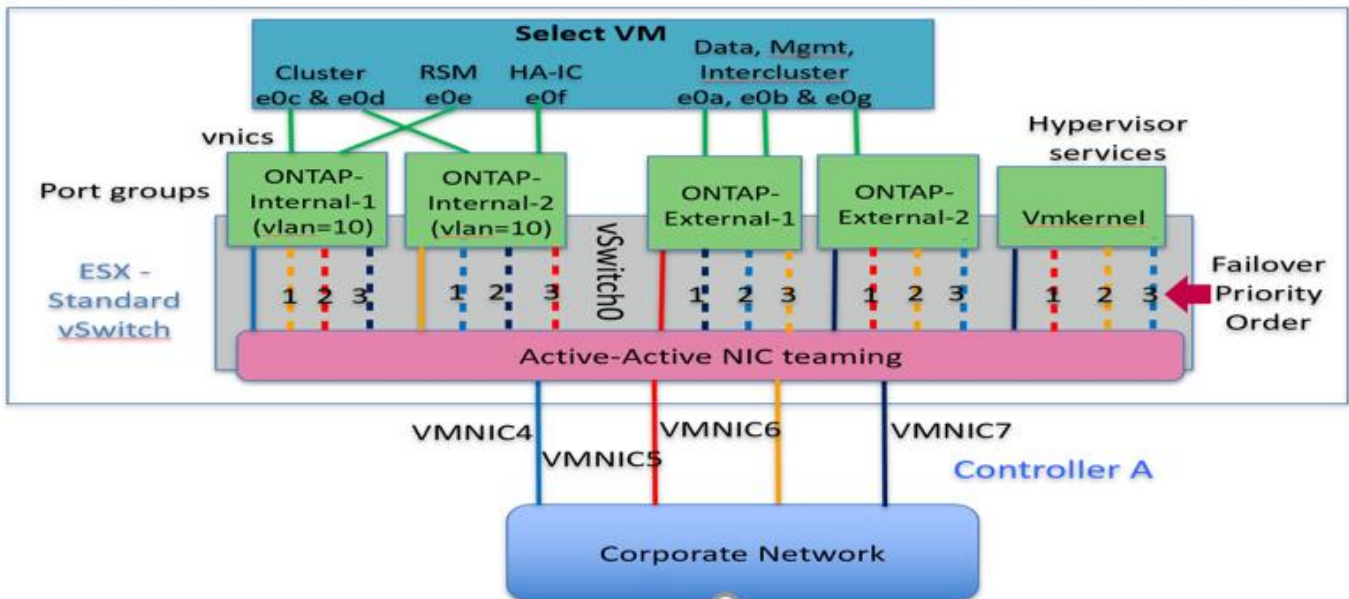 Select VM
Cluster
e0c & e0d
RSM
e0e
HA-IC
e0f
Data, Mgmt,
Intercluster
e0a, e0b & e0g
vnics
Hypervisor
services
Port groups
ONTAP-
Internal-1
(vlan=10)
ONTAP-
Internal-2
(vlan=10)
vSwitch0
ONTAP-
External-1
ONTAP-
External-2
Vmkernel
ESX -
Standard
vSwitch
1 2 3
1 2 3
1 2 3
1 2 3
1 2 3
Failover
Priority
Order
Active-Active NIC teaming
VMNIC4
VMNIC5
VMNIC6
VMNIC7
Controller A
Corporate Network